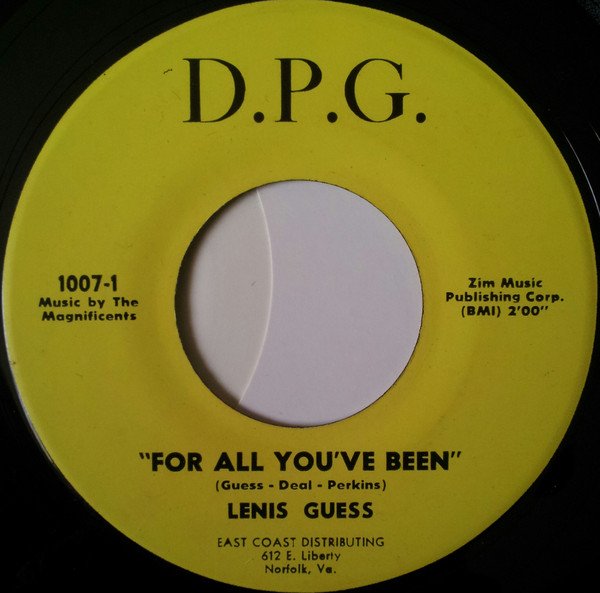 D.P.G.
1007-1
Music by The
Magnificents
Zim Music
Publishing Corp.
(BMI) 2'00"
"FOR ALL YOU'VE BEEN"
(Guess - Deal - Perkins)
LENIS GUESS
EAST COAST DISTRIBUTING
612 E. Liberty
Norfolk, Va.